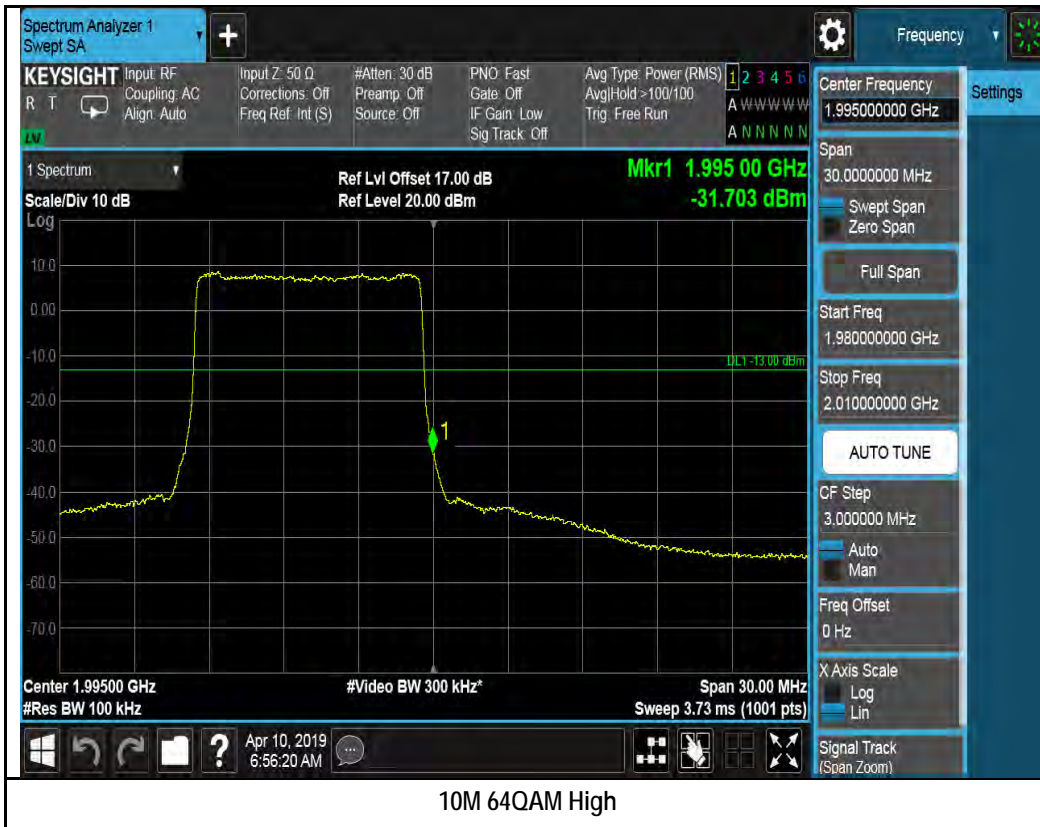 Spectrum Analyzer 1
Swept SA
+
Frequency
KEYSIGHT
R T
LV
Input: RF
Coupling: AC
Align: Auto
Input Z: 50 Ω
Corrections: Off
Freq Ref: Int (S)
#Atten: 30 dB
Preamp: Off
Source: Off
PNO: Fast
Gate: Off
IF Gain: Low
Sig Track: Off
Avg Type: Power (RMS)
Avg|Hold >100/100
Trig: Free Run
1 2 3 4 5 6
A W W W W W
A N N N N N
1 Spectrum
Scale/Div 10 dB
Log
Ref Lvl Offset 17.00 dB
Ref Level 20.00 dBm
Mkr1 1.995 00 GHz
-31.703 dBm
10.0
0.00
-10.0
-20.0
-30.0
-40.0
-50.0
-60.0
-70.0
DL1 -13.00 dBm
1
Center 1.99500 GHz
#Res BW 100 kHz
#Video BW 300 kHz*
Span 30.00 MHz
Sweep 3.73 ms (1001 pts)
Center Frequency
1.995000000 GHz
Settings
Span
30.0000000 MHz
Swept Span
Zero Span
Full Span
Start Freq
1.980000000 GHz
Stop Freq
2.010000000 GHz
AUTO TUNE
CF Step
3.000000 MHz
Auto
Man
Freq Offset
0 Hz
X Axis Scale
Log
Lin
Signal Track
(Span Zoom)
?
Apr 10, 2019
6:56:20 AM
10M 64QAM High